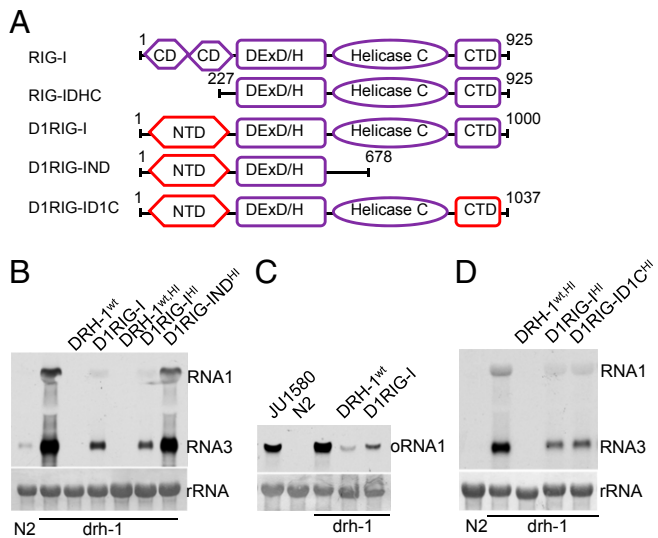 A
RIG-I 1 CD CD DExD/H Helicase C CTD 925
RIG-IDHC 227 DExD/H Helicase C CTD 925
D1RIG-I 1 NTD DExD/H Helicase C CTD 1000
D1RIG-IND 1 NTD DExD/H 678
D1RIG-ID1C 1 NTD DExD/H Helicase C CTD 1037
B
DRH-1wt
D1RIG-I
DRH-1wt,HI
D1RIG-IHI
D1RIG-INDHI
RNA1
RNA3
rRNA
N2 drh-1
C
JU1580
N2
DRH-1wt
D1RIG-I
oRNA1
drh-1
D
DRH-1wt,HI
D1RIG-IHI
D1RIG-ID1CHI
RNA1
RNA3
rRNA
N2 drh-1